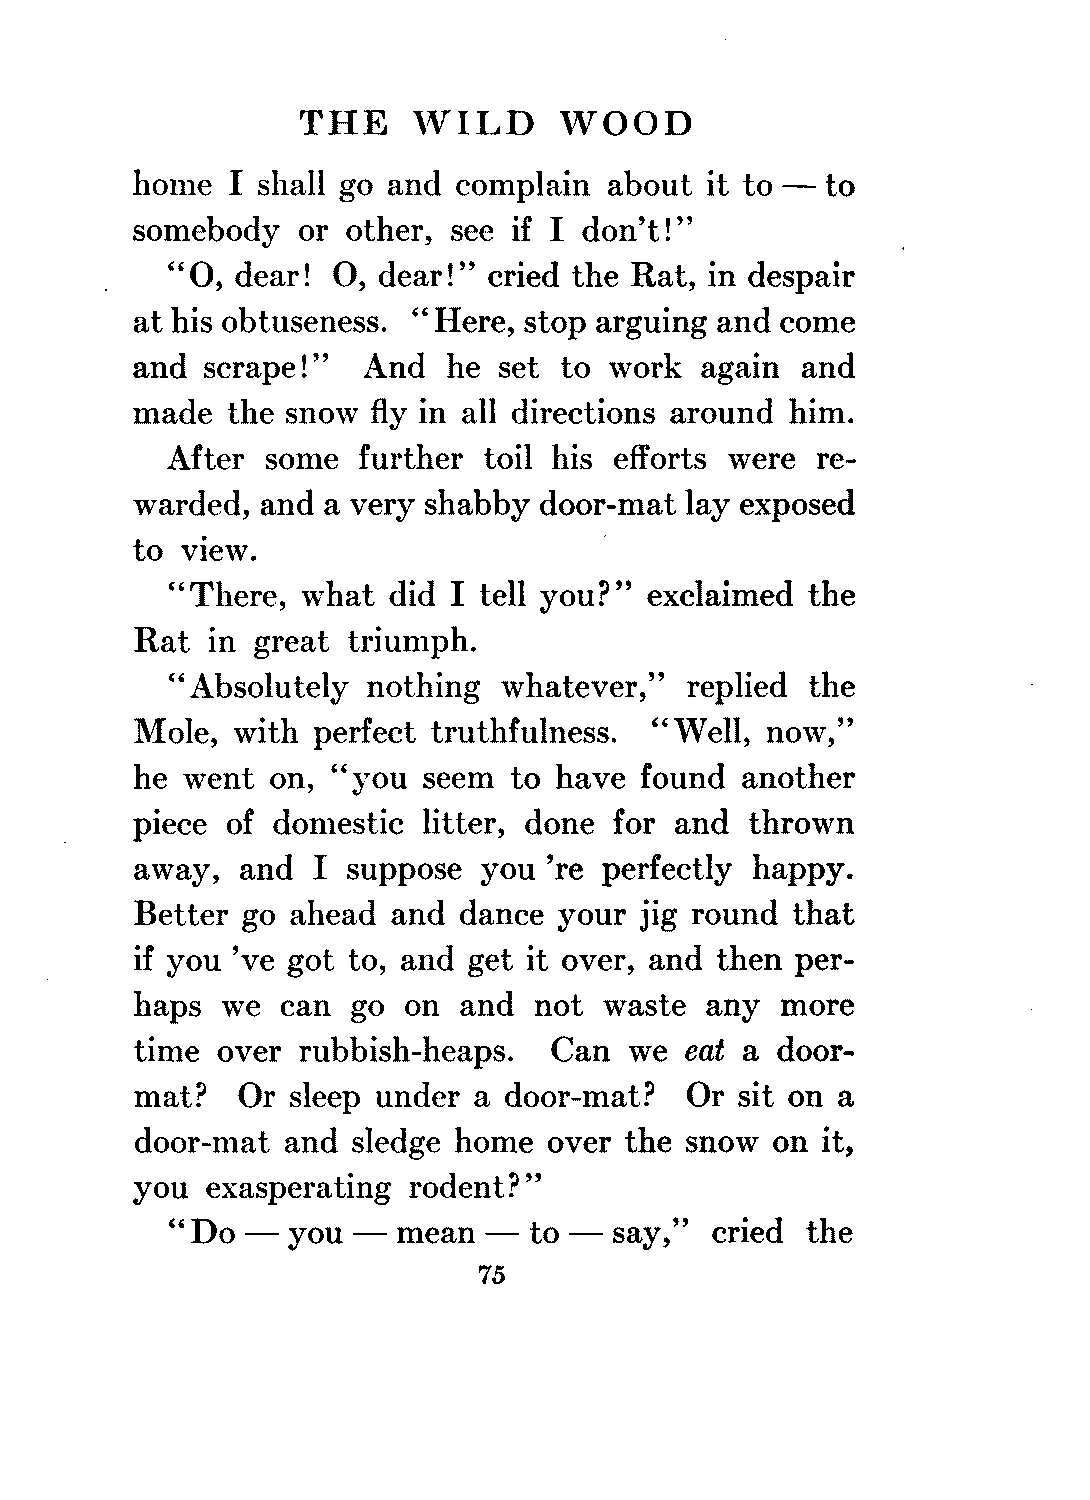 THE WILD WOOD
home I shall go and complain about it to — to
somebody or other, see if I don't!"
"O, dear! O, dear!" cried the Rat, in despair
at his obtuseness. "Here, stop arguing and come
and scrape!" And he set to work again and
made the snow fly in all directions around him.
After some further toil his efforts were re-
warded, and a very shabby door-mat lay exposed
to view.
"There, what did I tell you?" exclaimed the
Rat in great triumph.
"Absolutely nothing whatever," replied the
Mole, with perfect truthfulness. "Well, now,"
he went on, "you seem to have found another
piece of domestic litter, done for and thrown
away, and I suppose you 're perfectly happy.
Better go ahead and dance your jig round that
if you 've got to, and get it over, and then per-
haps we can go on and not waste any more
time over rubbish-heaps. Can we eat a door-
mat? Or sleep under a door-mat? Or sit on a
door-mat and sledge home over the snow on it,
you exasperating rodent?"
"Do — you — mean — to — say," cried the
75